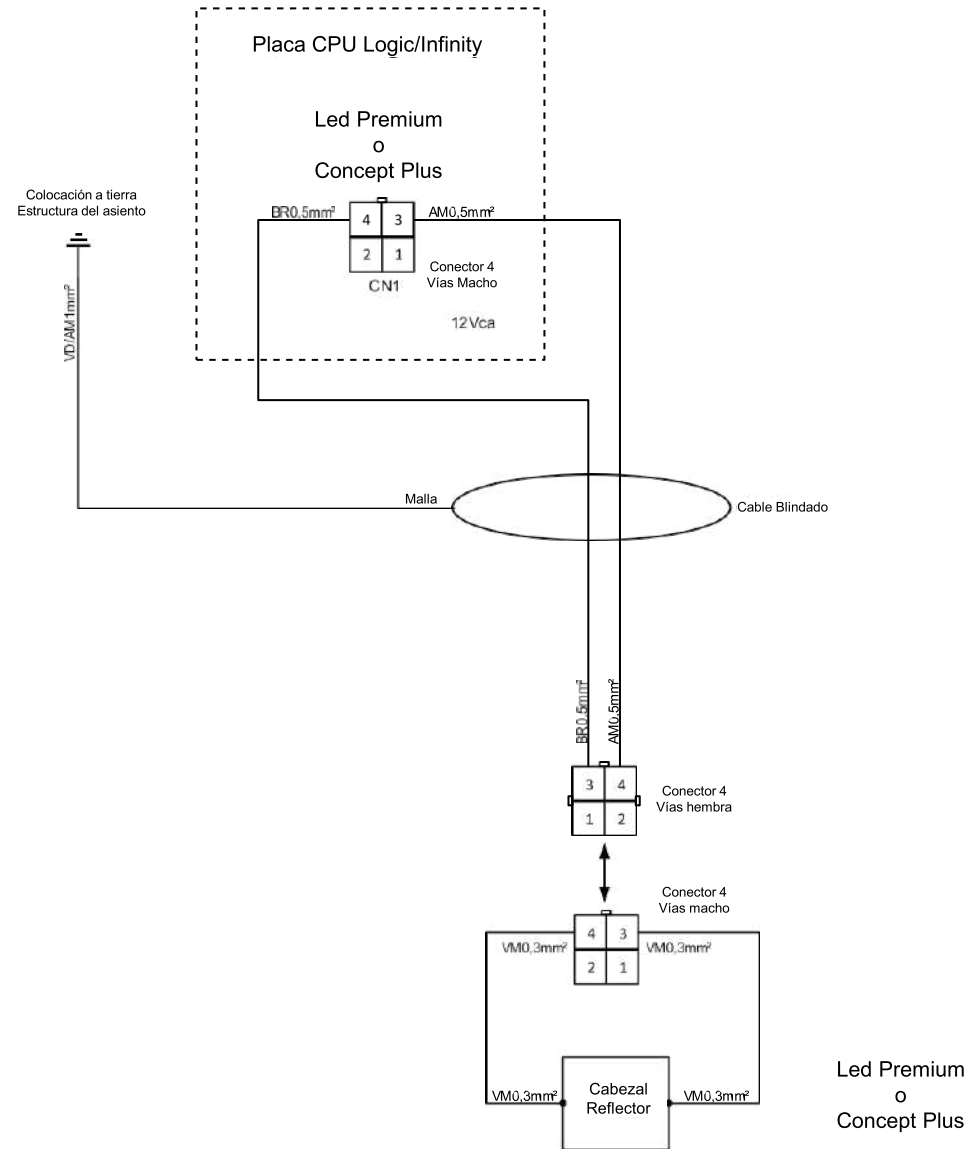 Placa CPU Logic/Infinity
Led Premium
o
Concept Plus
Colocación a tierra
Estructura del asiento
BR0,5mm²
4 3
AM0,5mm²
2 1
CN1
Conector 4
Vías Macho
12Vca
VD/AM1mm²
Malla
Cable Blindado
BR0,5mm²
AM0,5mm²
3 4
1 2
Conector 4
Vías hembra
Conector 4
Vías macho
VM0,3mm²
4 3
VM0,3mm²
2 1
VM0,3mm²
Cabezal
Reflector
VM0,3mm²
Led Premium
o
Concept Plus